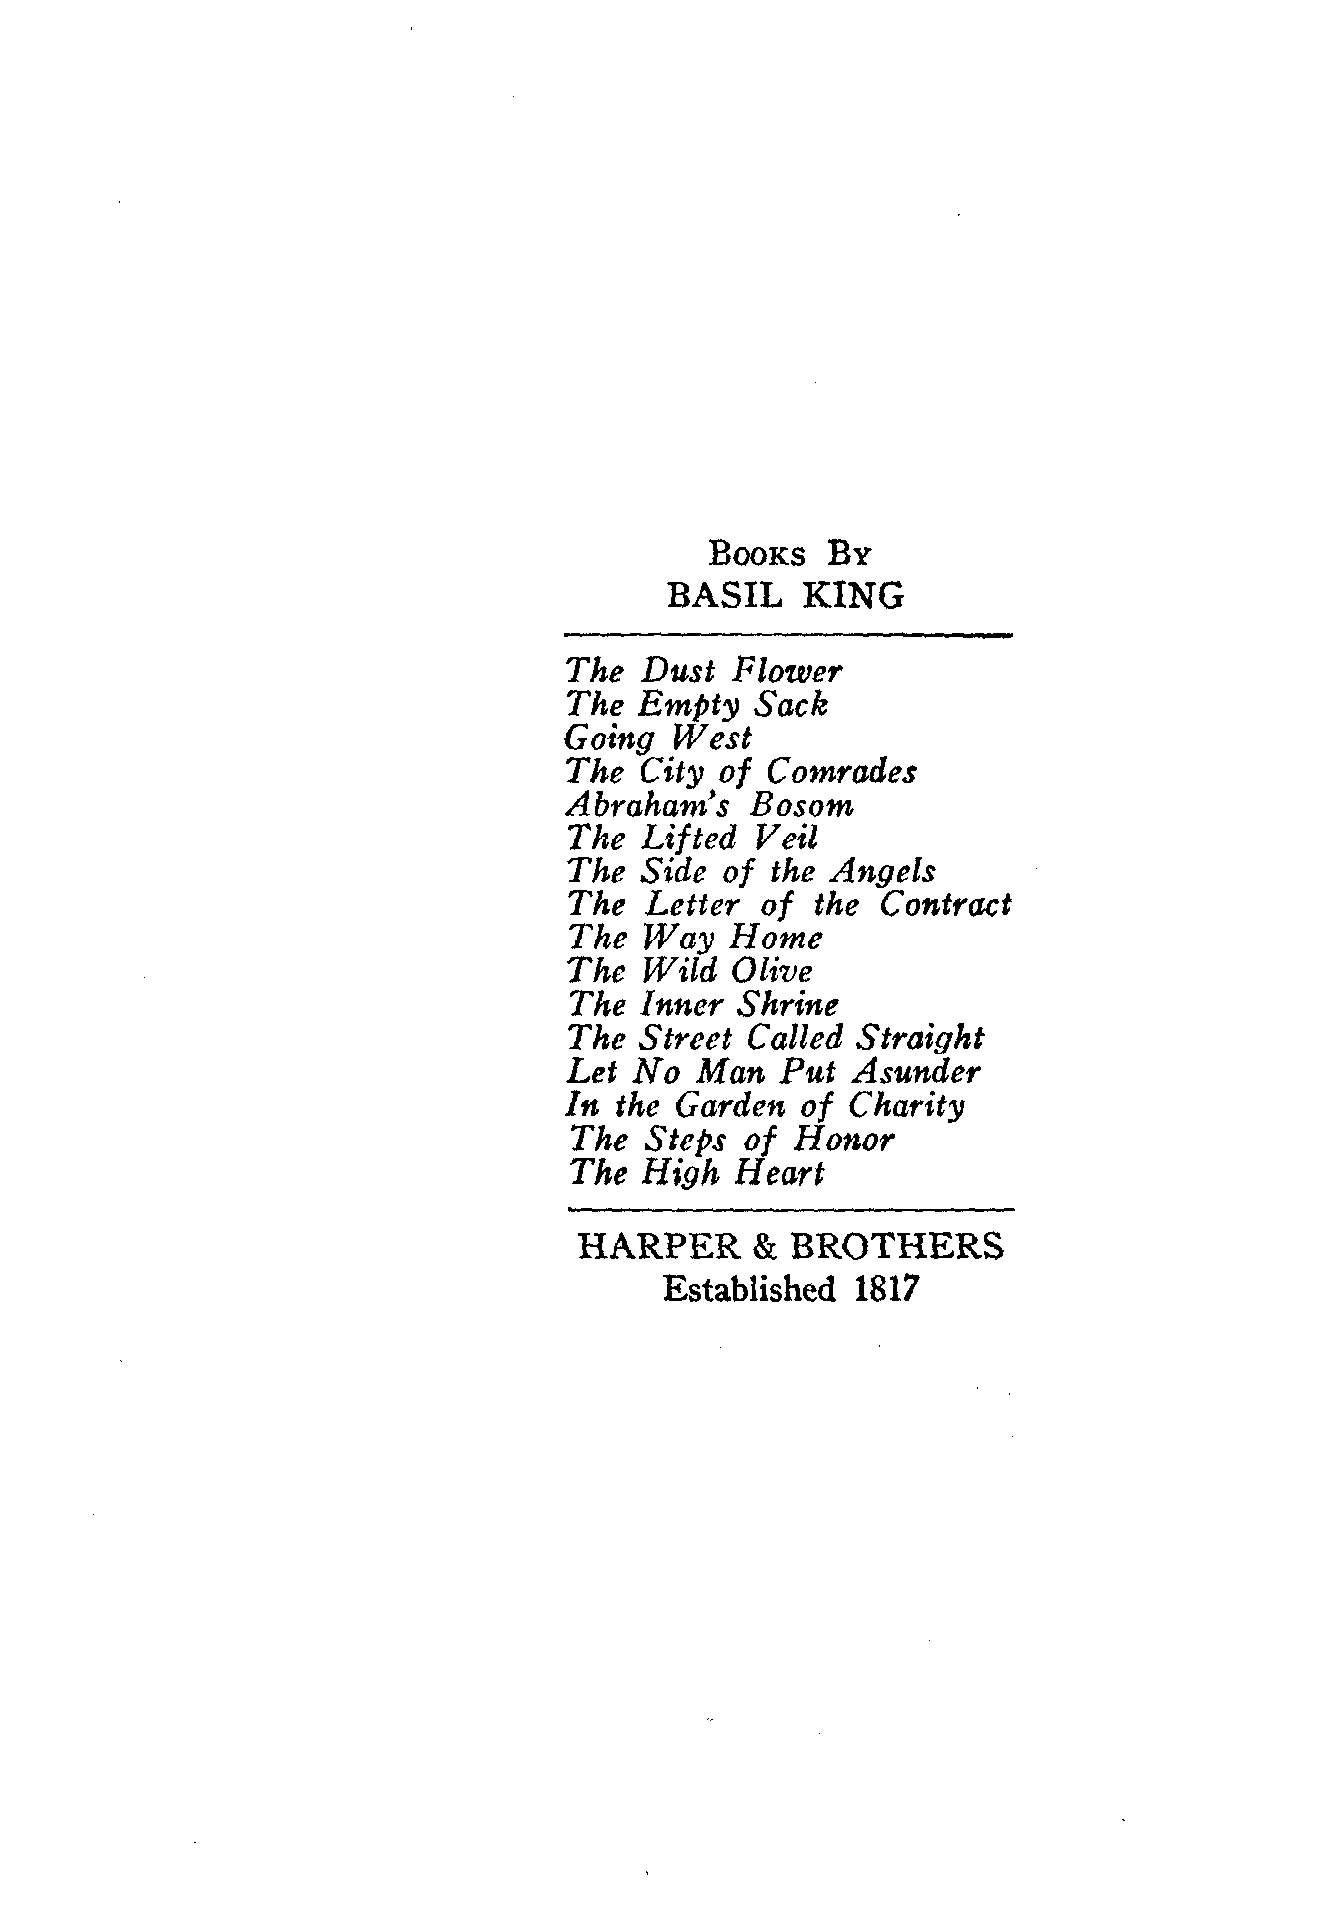 Books By
BASIL KING
The Dust Flower
The Empty Sack
Going West
The City of Comrades
Abraham's Bosom
The Lifted Veil
The Side of the Angels
The Letter of the Contract
The Way Home
The Wild Olive
The Inner Shrine
The Street Called Straight
Let No Man Put Asunder
In the Garden of Charity
The Steps of Honor
The High Heart
HARPER & BROTHERS
Established 1817